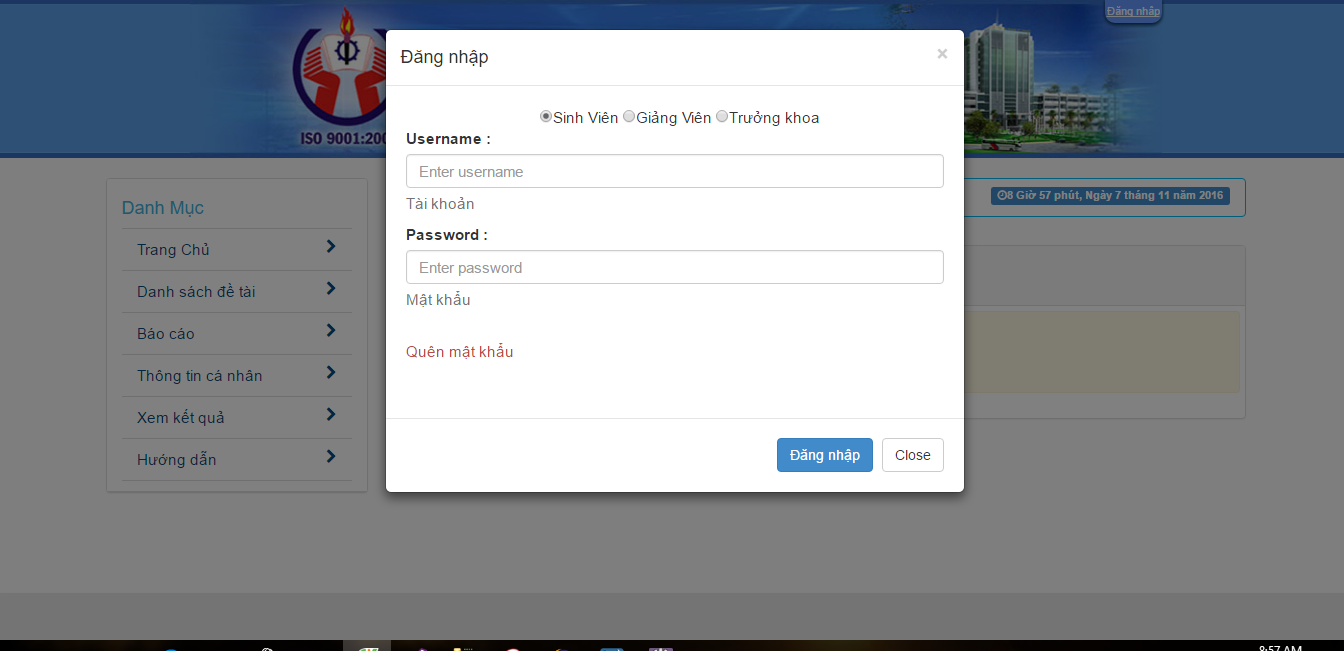 Đăng nhập
Đăng nhập ×
Sinh Viên Giảng Viên Trưởng khoa
Username :
Enter username
Tài khoản
Password :
Enter password
Mật khẩu
Quên mật khẩu
Đăng nhập Close
ISO 9001:200
8 Giờ 57 phút, Ngày 7 tháng 11 năm 2016
Danh Mục
Trang Chủ
Danh sách đề tài
Báo cáo
Thông tin cá nhân
Xem kết quả
Hướng dẫn
8:57 AM